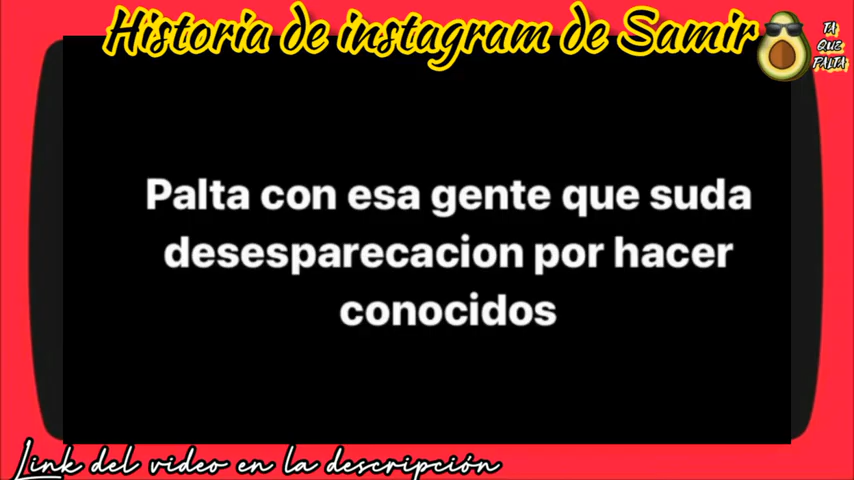 Historia de instagram de Samir
TA
QUE
PALTA
Palta con esa gente que suda
desesparecacion por hacer
conocidos
Link del video en la descripción